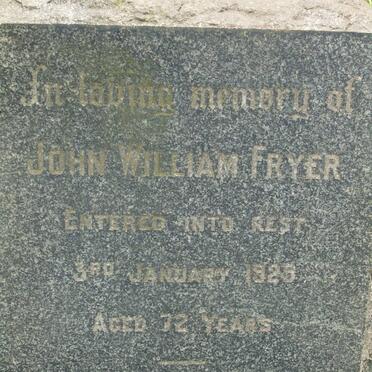 In loving memory of
JOHN WILLIAM FRYER
ENTERED INTO REST
3RD JANUARY 1925
AGED 72 YEARS